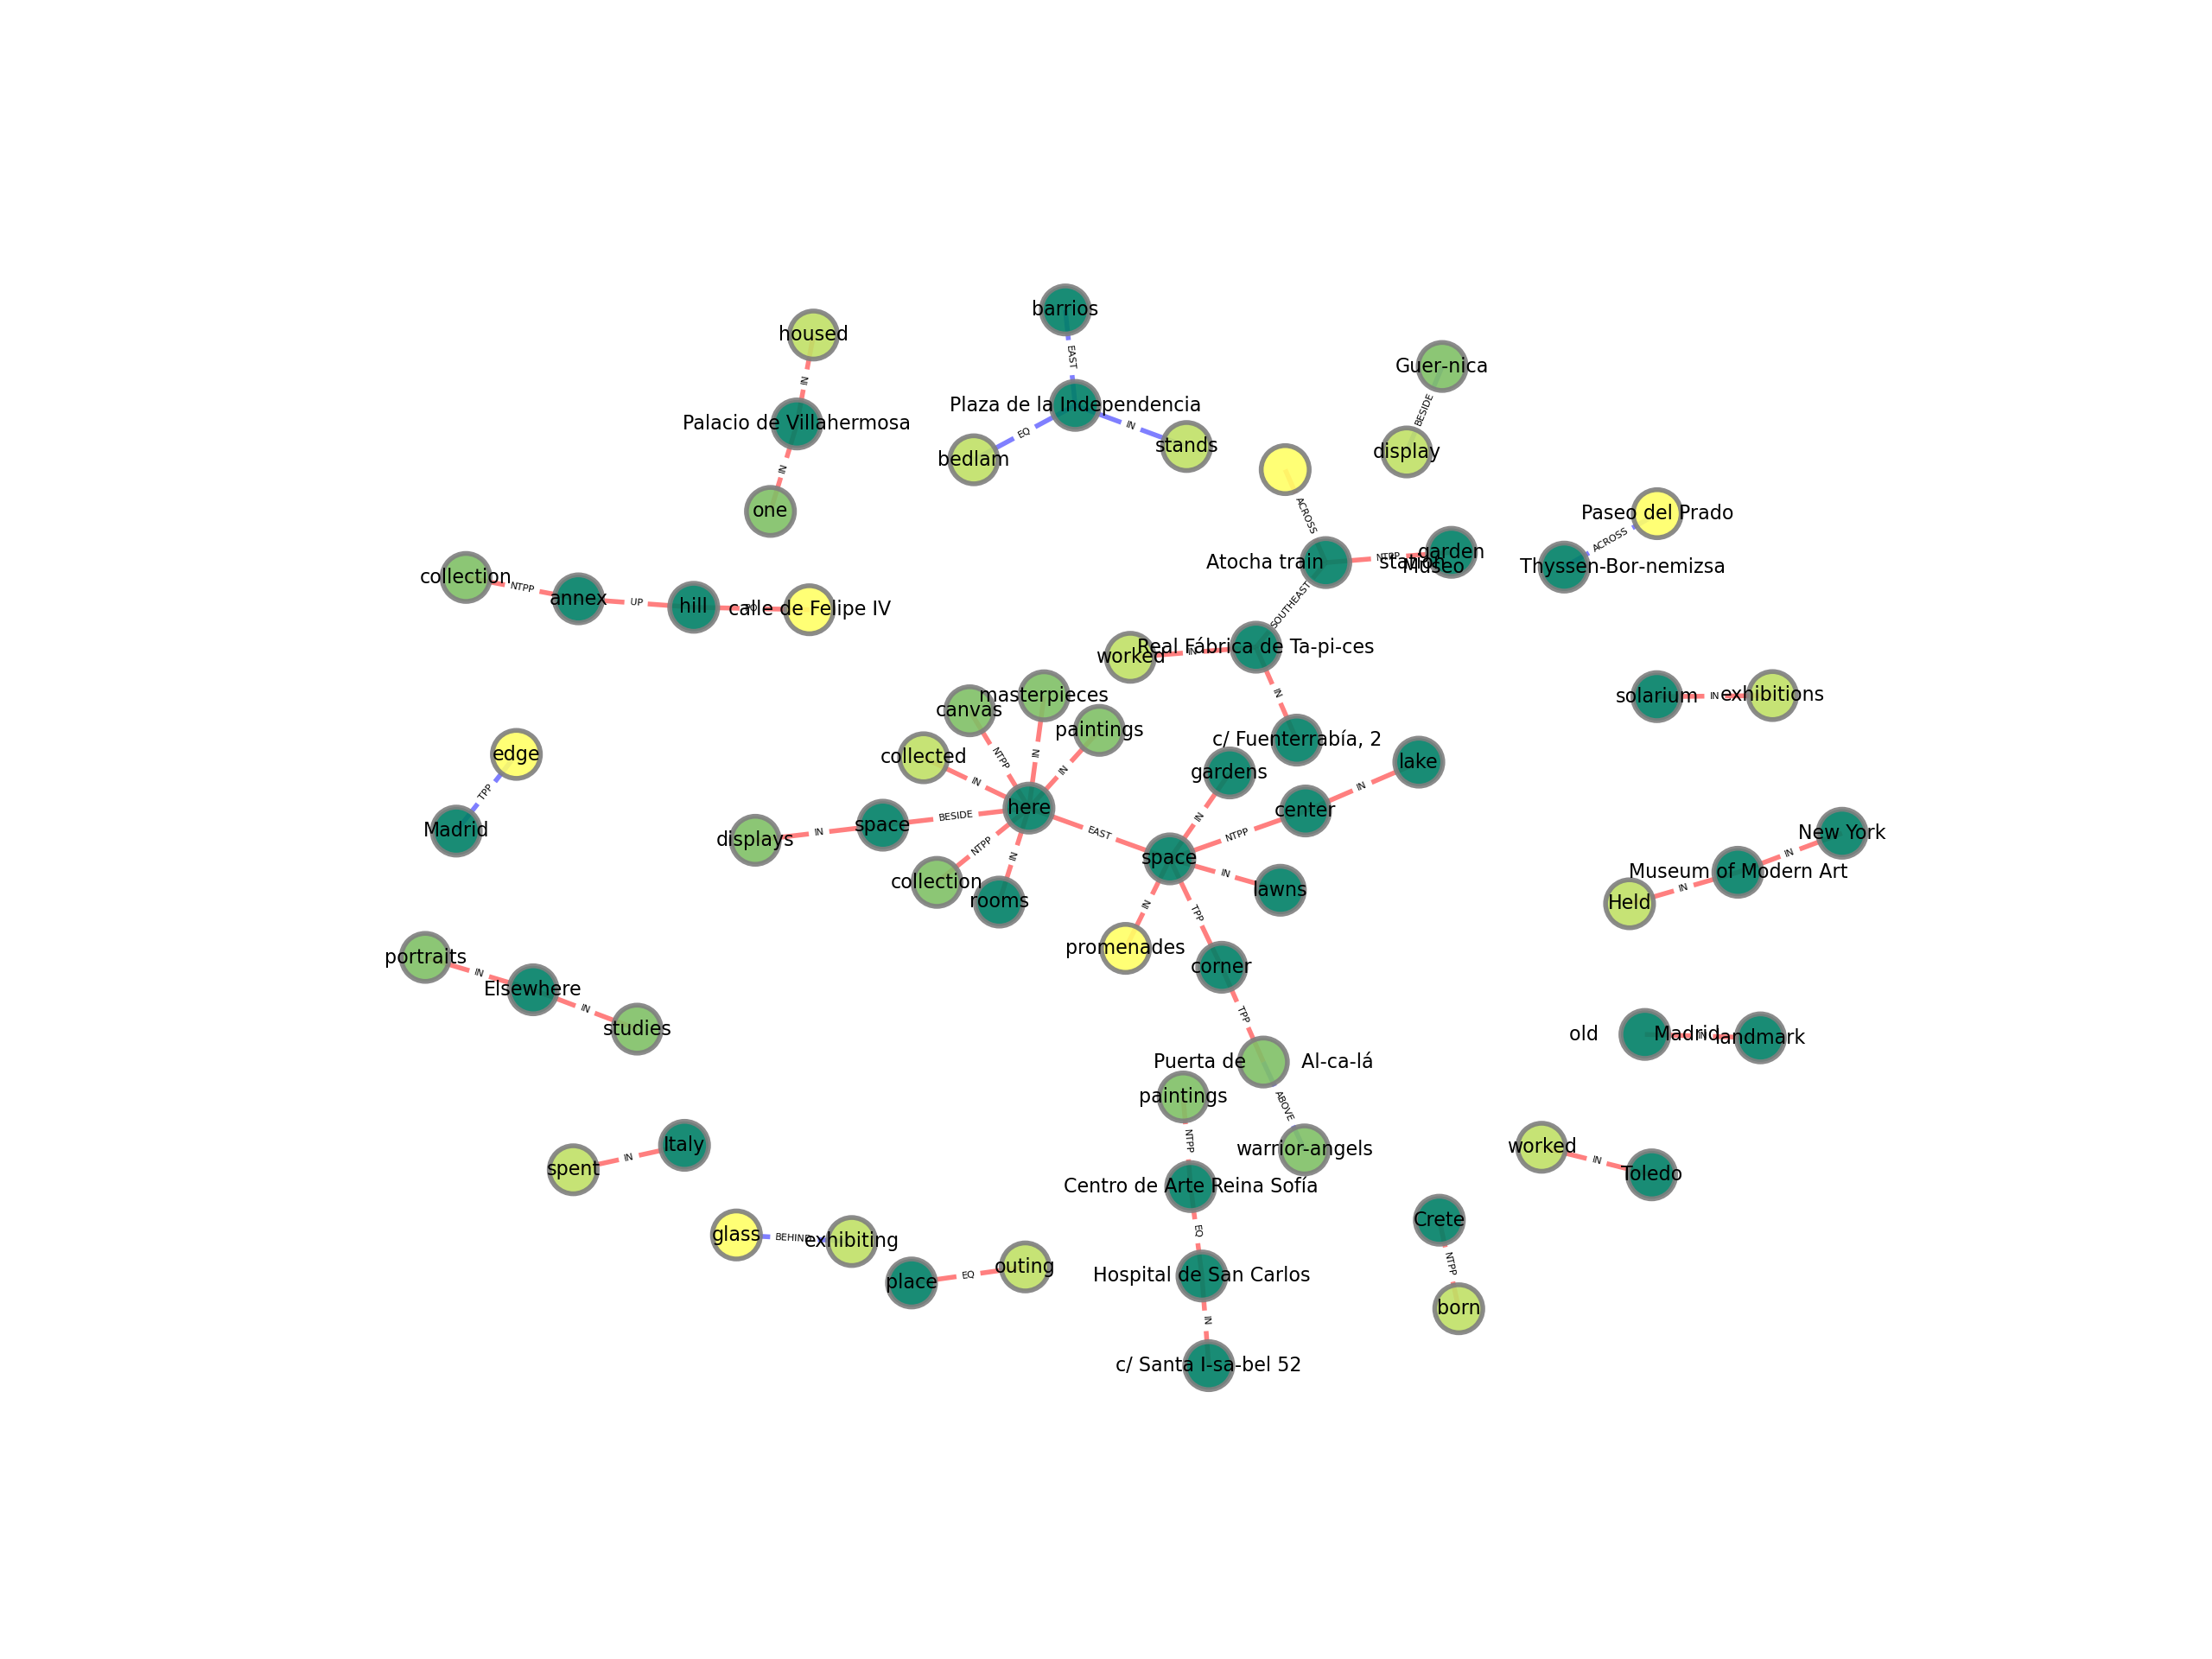 barrios
EAST
housed
IN
Palacio de Villahermosa
IN
one
Plaza de la Independencia
EQ
IN
bedlam
stands
Guer-nica
BESIDE
display
ACROSS
Atocha train station
NTPP
garden
Museo Thyssen-Bor-nemizsa
ACROSS
Paseo del Prado
SOUTHEAST
collection
NTPP
annex
UP
hill
TO
calle de Felipe IV
worked
IN
Real Fábrica de Ta-pi-ces
IN
c/ Fuenterrabía, 2
solarium
IN
exhibitions
masterpieces
canvas
paintings
collected
NTPP
IN
IN
IN
here
edge
TPP
Madrid
displays
IN
space
BESIDE
NTPP
collection
IN
rooms
EAST
gardens
IN
lake
IN
center
NTPP
space
IN
lawns
IN
promenades
TPP
corner
TPP
Puerta de Al-ca-lá
ABOVE
warrior-angels
New York
IN
Museum of Modern Art
IN
Held
portraits
IN
Elsewhere
IN
studies
old Madrid
IN
landmark
paintings
NTPP
Centro de Arte Reina Sofía
EQ
Hospital de San Carlos
IN
c/ Santa I-sa-bel 52
worked
IN
Toledo
Italy
IN
spent
glass
BEHIND
exhibiting
place
EQ
outing
Crete
NTPP
born